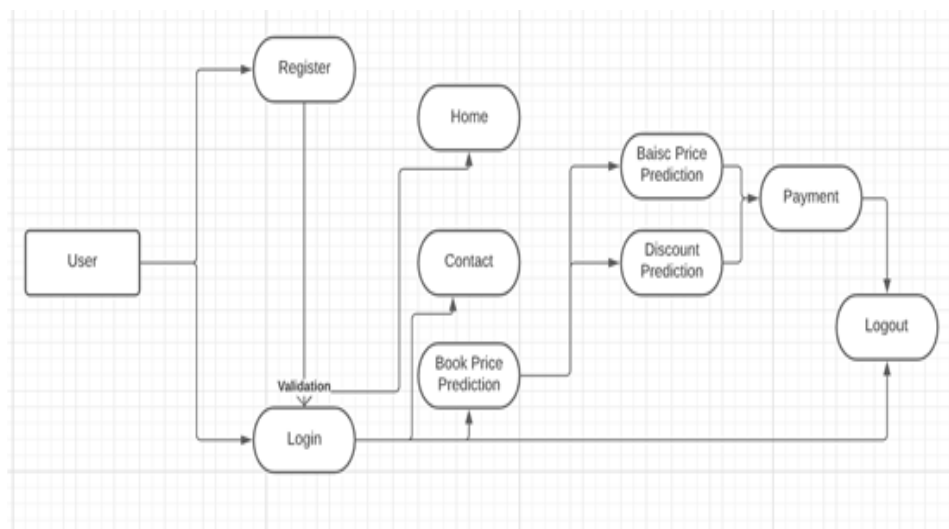 Register
Home
Baisc Price
Prediction
Payment
User
Contact
Discount
Prediction
Logout
Book Price
Prediction
Validation
Login